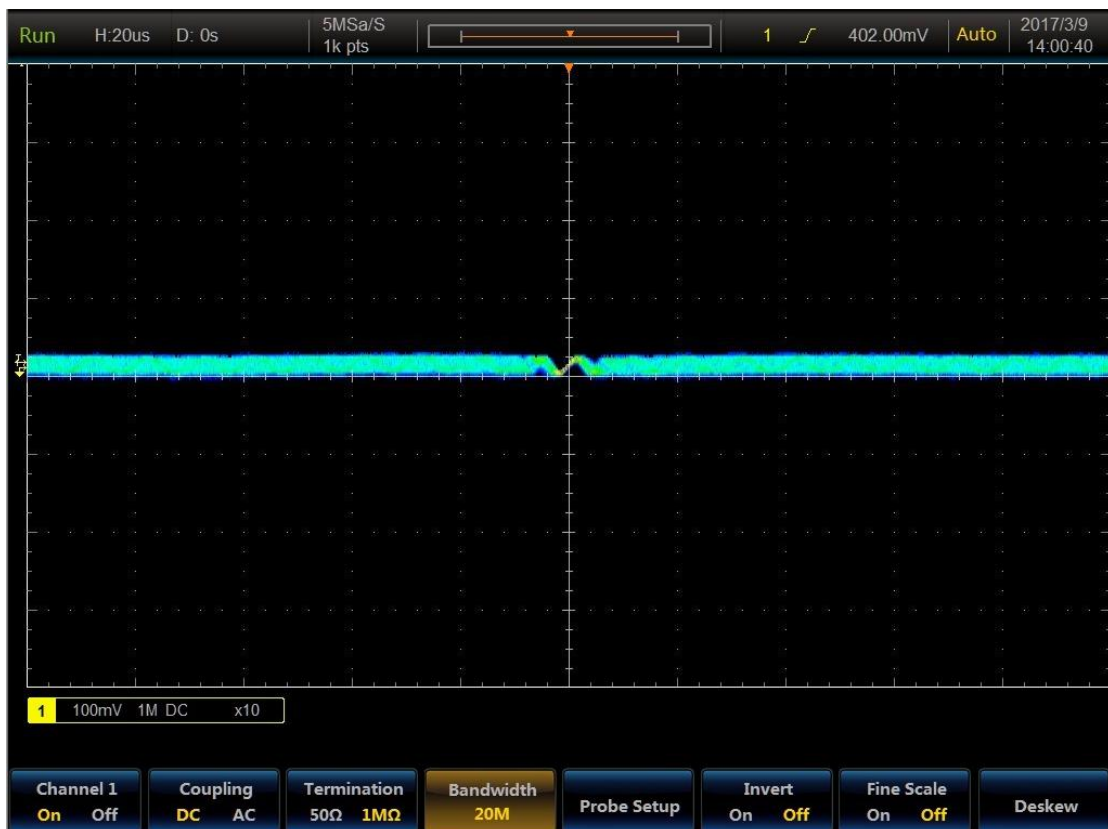 Run H:20us D: 0s 5MSa/S 1 402.00mV Auto 2017/3/9
1k pts 14:00:40
T
1 100mV 1M DC x10
Channel 1 Coupling Termination Bandwidth Probe Setup Invert Fine Scale Deskew
On Off DC AC 50Ω 1MΩ 20M On Off On Off